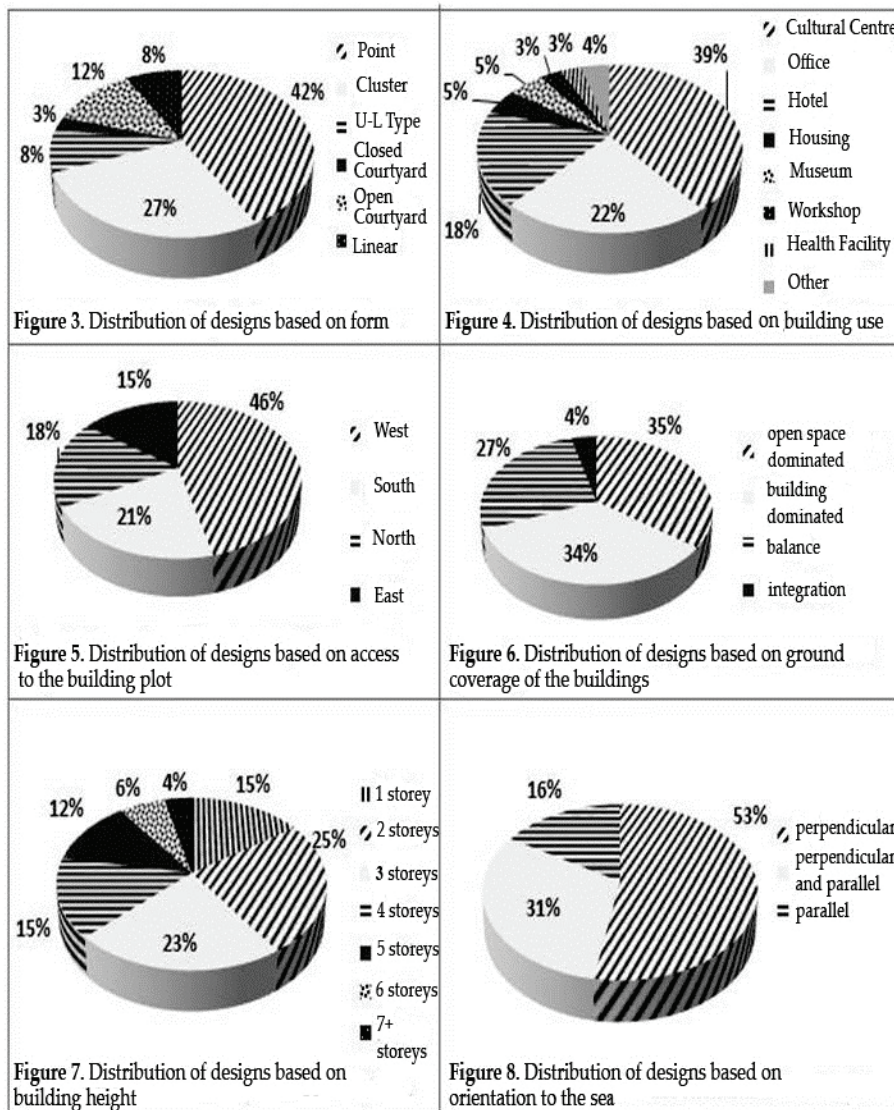 8%
12%
3%
8%
42%
27%
Point
Cluster
U-L Type
Closed
Courtyard
Open
Courtyard
Linear
Figure 3. Distribution of designs based on form
3%
3%
4%
5%
5%
39%
18%
22%
Cultural Centre
Office
Hotel
Housing
Museum
Workshop
Health Facility
Other
Figure 4. Distribution of designs based on building use
15%
46%
18%
21%
West
South
North
East
Figure 5. Distribution of designs based on access
to the building plot
4%
35%
27%
34%
open space
dominated
building
dominated
balance
integration
Figure 6. Distribution of designs based on ground
coverage of the buildings
6%
4%
15%
12%
25%
15%
23%
1 storey
2 storeys
3 storeys
4 storeys
5 storeys
6 storeys
7+
storeys
Figure 7. Distribution of designs based on
building height
16%
53%
31%
perpendicular
perpendicular
and parallel
parallel
Figure 8. Distribution of designs based on
orientation to the sea